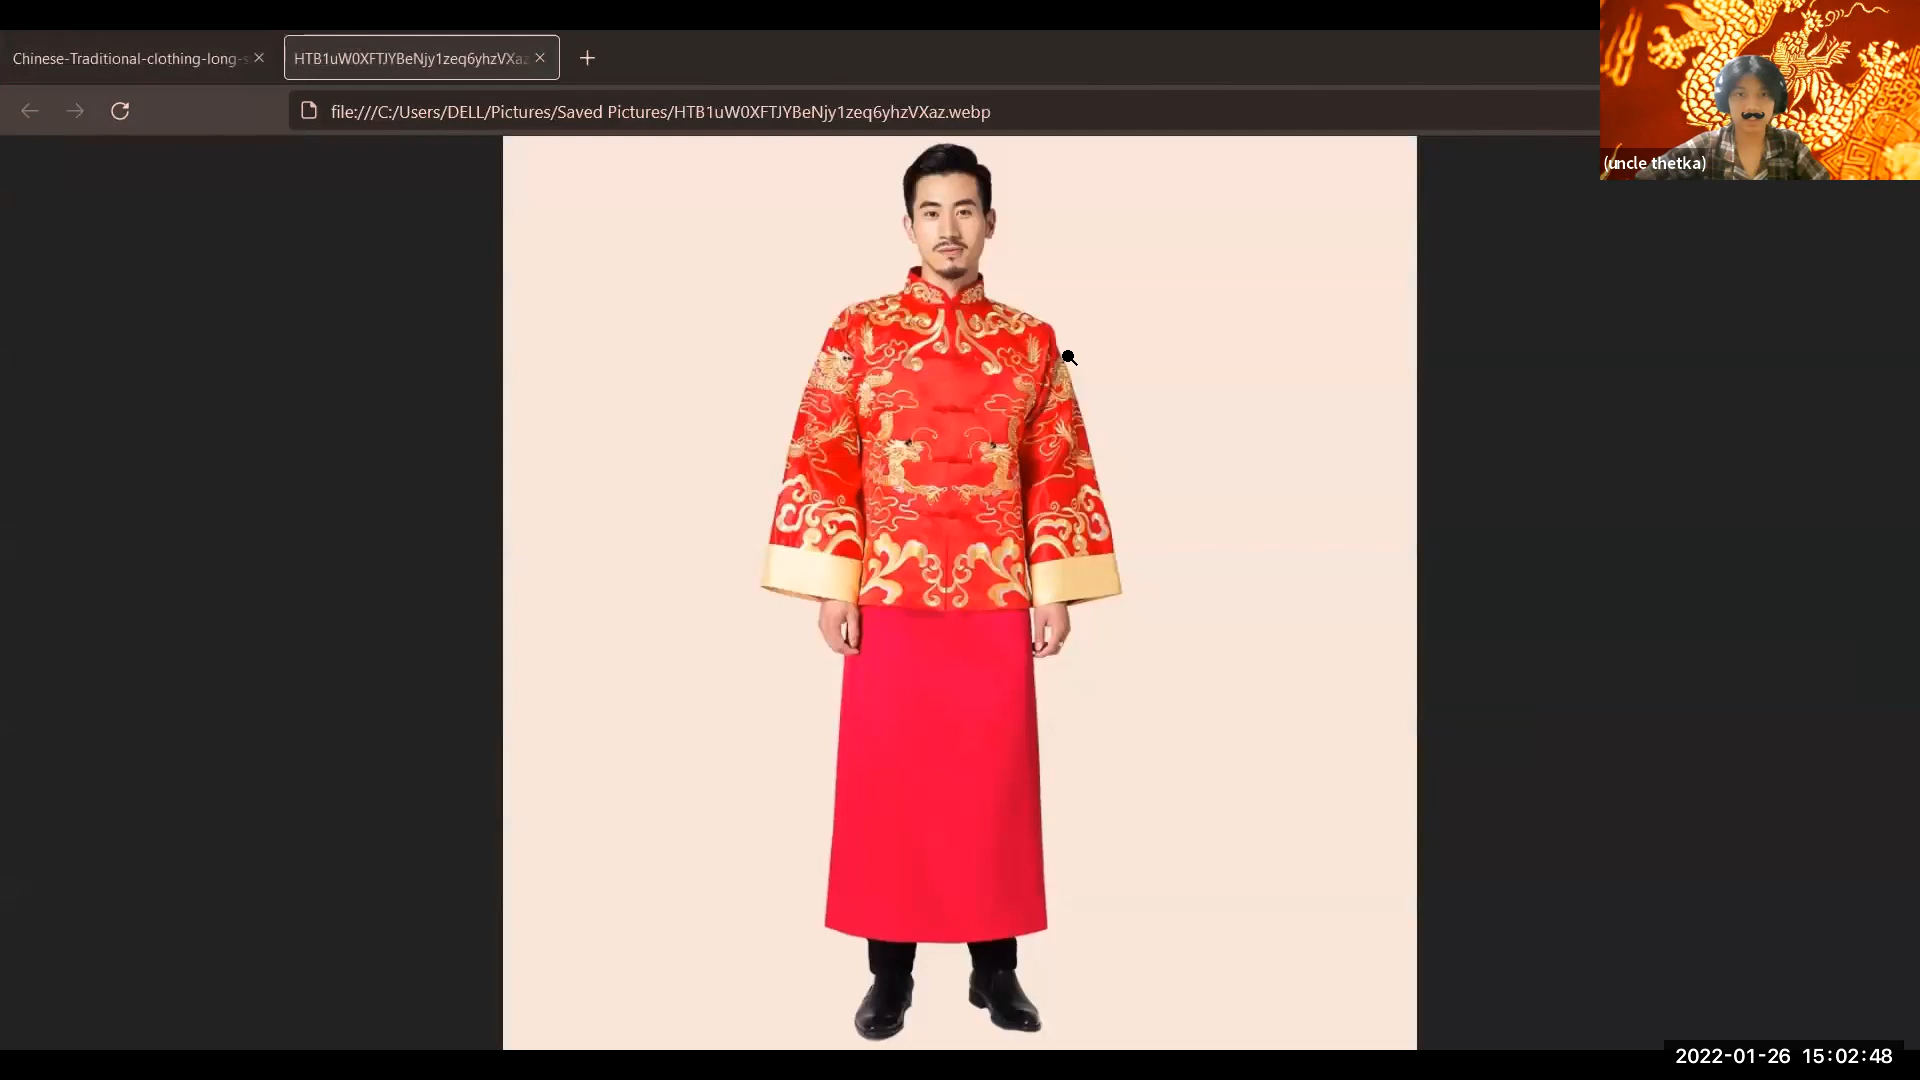 Chinese-Traditional-clothing-long-s
HTB1uW0XFTJYBeNjy1zeq6yhzVXaz
file:///C:/Users/DELL/Pictures/Saved Pictures/HTB1uW0XFTJYBeNjy1zeq6yhzVXaz.webp
(uncle thetka)
2022-01-26 15:02:48